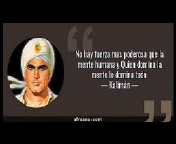 No hay fuerza mas poderosa que la
mente humana y Quien domina la
mente lo domina todo
— Kalimán —
afrases.com